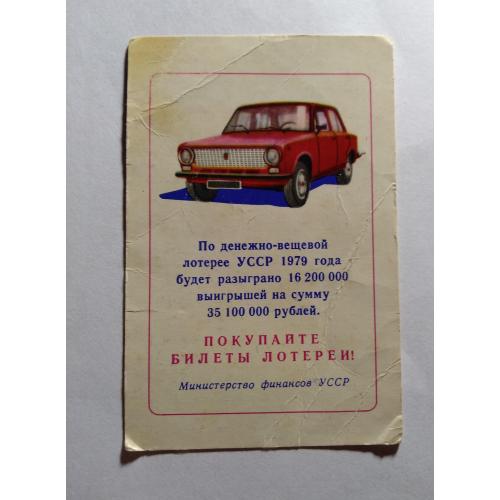 По денежно-вещевой
лотерее УССР 1979 года
будет разыграно 16 200 000
выигрышей на сумму
35 100 000 рублей.
ПОКУПАЙТЕ
БИЛЕТЫ ЛОТЕРЕИ!
Министерство финансов УССР